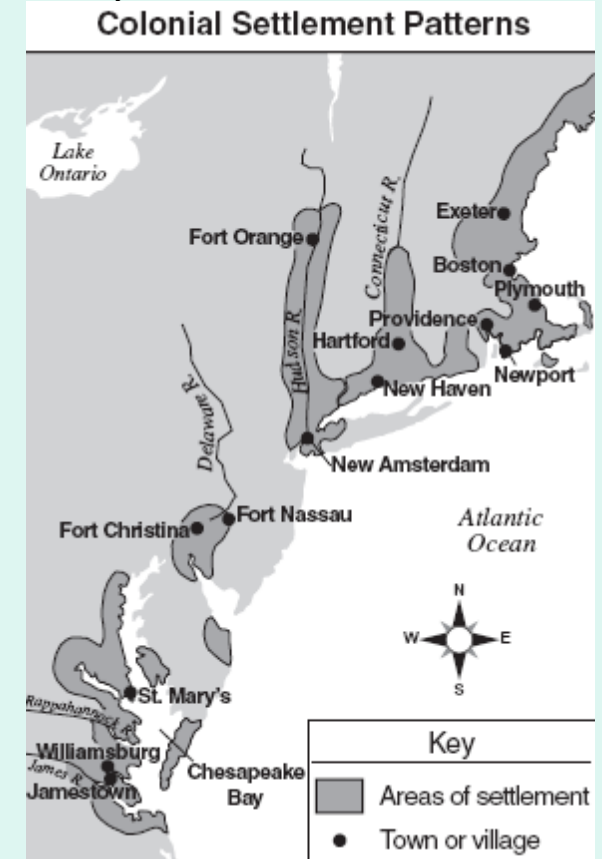 Colonial Settlement Patterns
Lake
Ontario
Exeter
Fort Orange
Connecticut R.
Boston
Plymouth
Providence
Hartford
Hudson R.
Newport
New Haven
Delaware R.
New Amsterdam
Fort Nassau
Fort Christina
Atlantic
Ocean
N
W
E
S
St. Mary's
Rappahannock R.
Williamsburg
James R.
Jamestown
Chesapeake
Bay
Key
Areas of settlement
Town or village